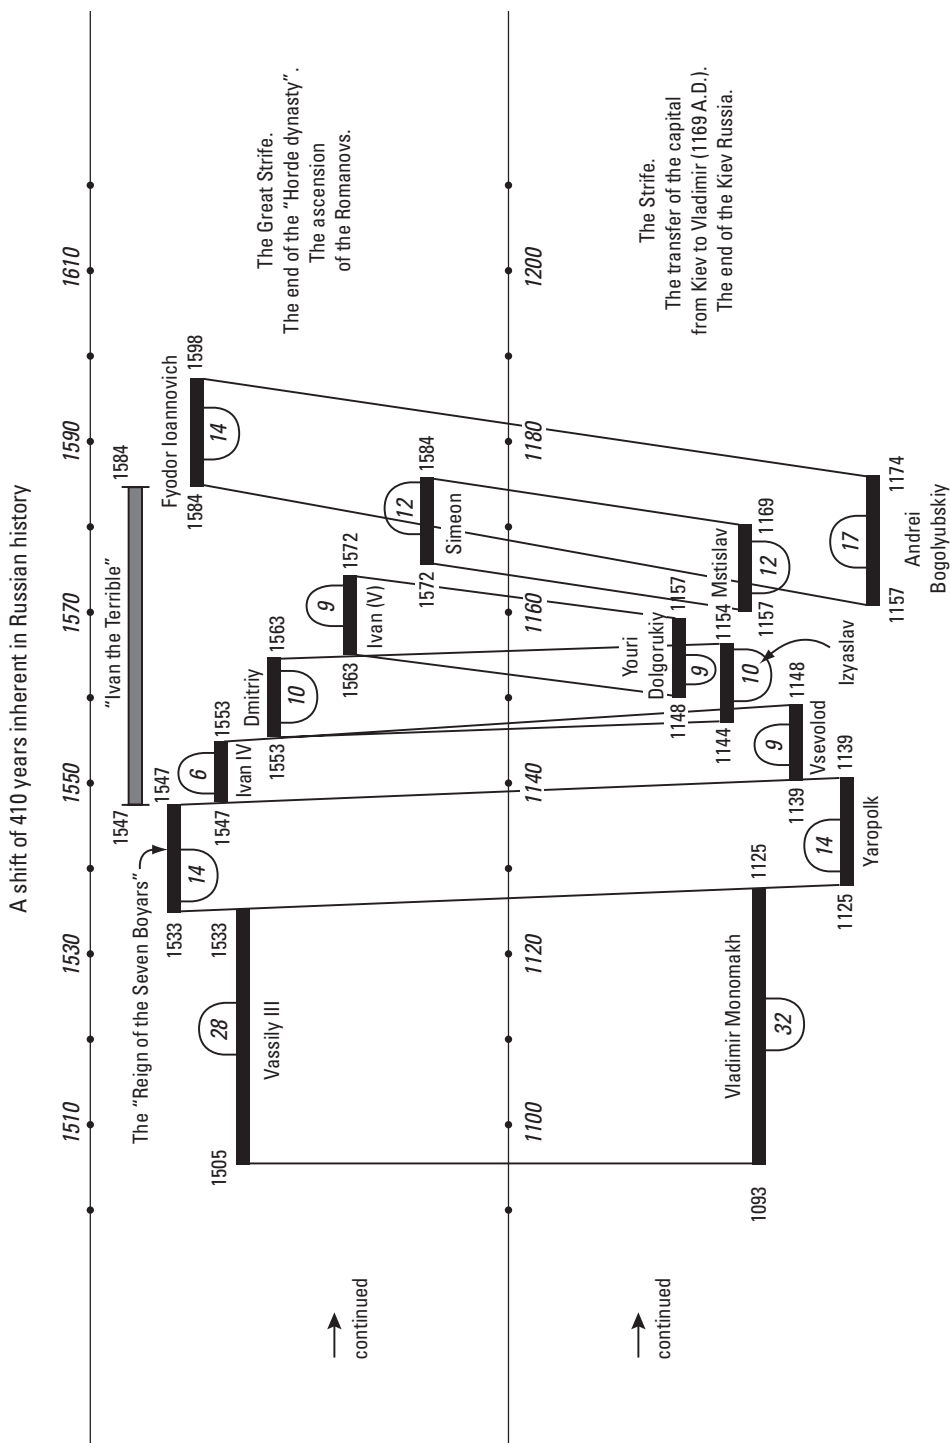 A shift of 410 years inherent in Russian history
1510
1530
1550
1570
1590
1610
"Ivan the Terrible"
1547
1584
The "Reign of the Seven Boyars"
1533
1547
14
Fyodor Ioannovich
1584
1598
14
6
1547
1553
Ivan IV
28
1505
1533
Vassily III
Dmitriy
1553
1563
10
9
1563
1572
Ivan (V)
12
1572
1584
Simeon
The Great Strife.
The end of the "Horde dynasty".
The ascension
of the Romanovs.
continued
1100
1120
1140
1160
1180
1200
Youri
Dolgorukiy
1148
1157
9
1144
1154
10
Izyaslav
Mstislav
1157
1169
12
Vladimir Monomakh
1093
1125
32
9
1139
1148
Vsevolod
14
1125
1139
Yaropolk
17
1157
1174
Andrei
Bogolyubskiy
The Strife.
The transfer of the capital
from Kiev to Vladimir (1169 A.D.).
The end of the Kiev Russia.
continued